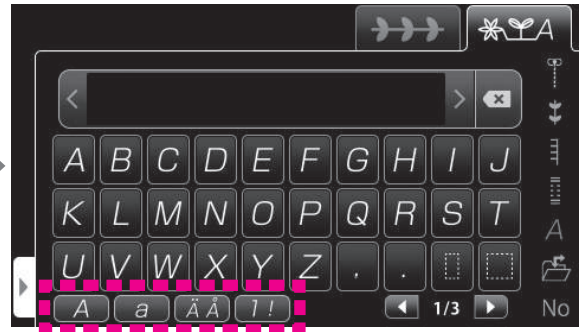 A
A B C D E F G H I J
K L M N O P Q R S T
A
U V W X Y Z , .
A a Ä Å 1! 1/3 No